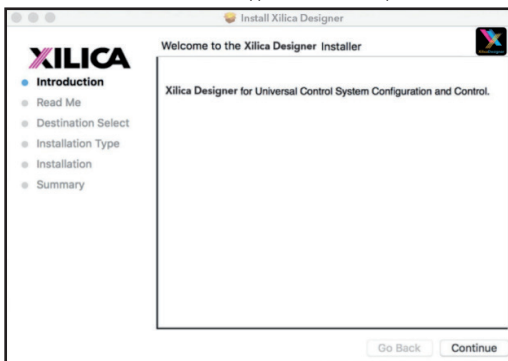 Install Xilica Designer
XILICA
Welcome to the Xilica Designer Installer
Introduction
Read Me
Destination Select
Installation Type
Installation
Summary
Xilica Designer for Universal Control System Configuration and Control.
Go Back
Continue